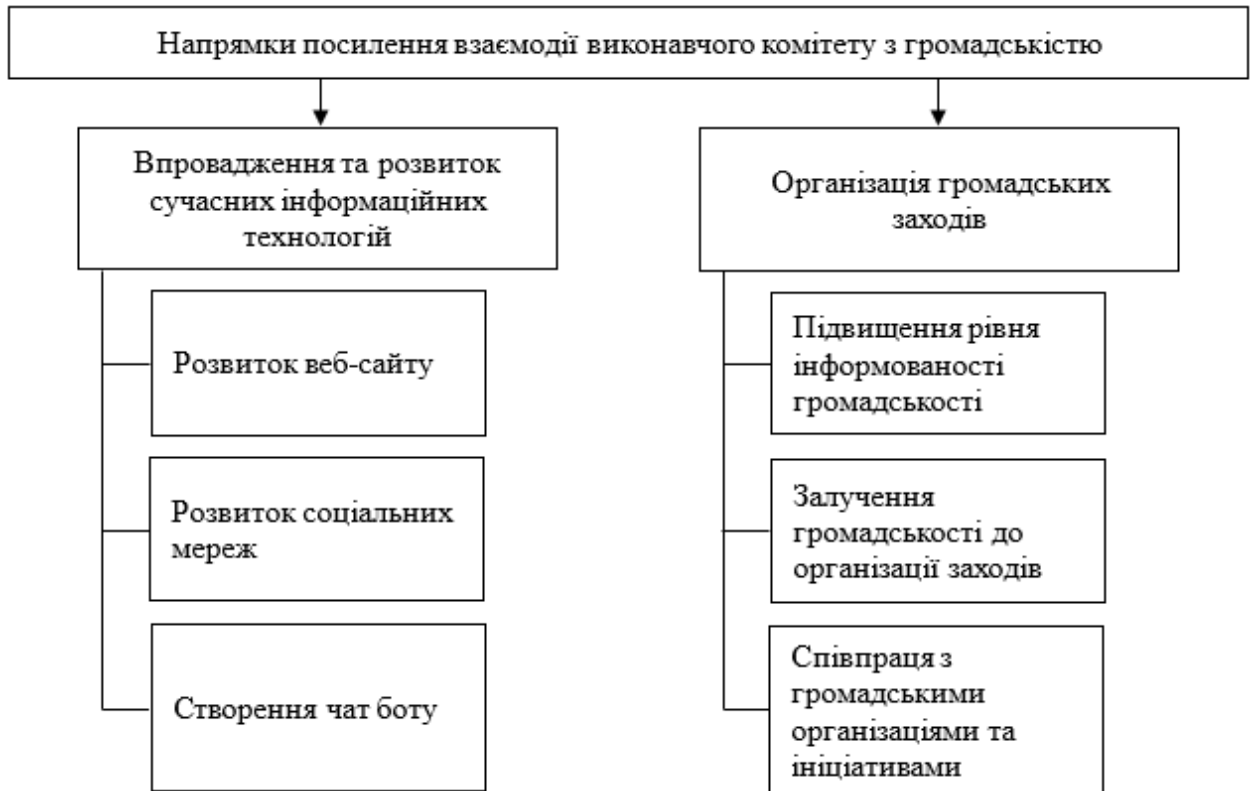 Напрямки посилення взаємодії виконавчого комітету з громадськістю
Впровадження та розвиток
сучасних інформаційних
технологій
Розвиток веб-сайту
Розвиток соціальних
мереж
Створення чат боту
Організація громадських
заходів
Підвищення рівня
інформованості
громадськості
Залучення
громадськості до
організації заходів
Співпраця з
громадськими
організаціями та
ініціативами